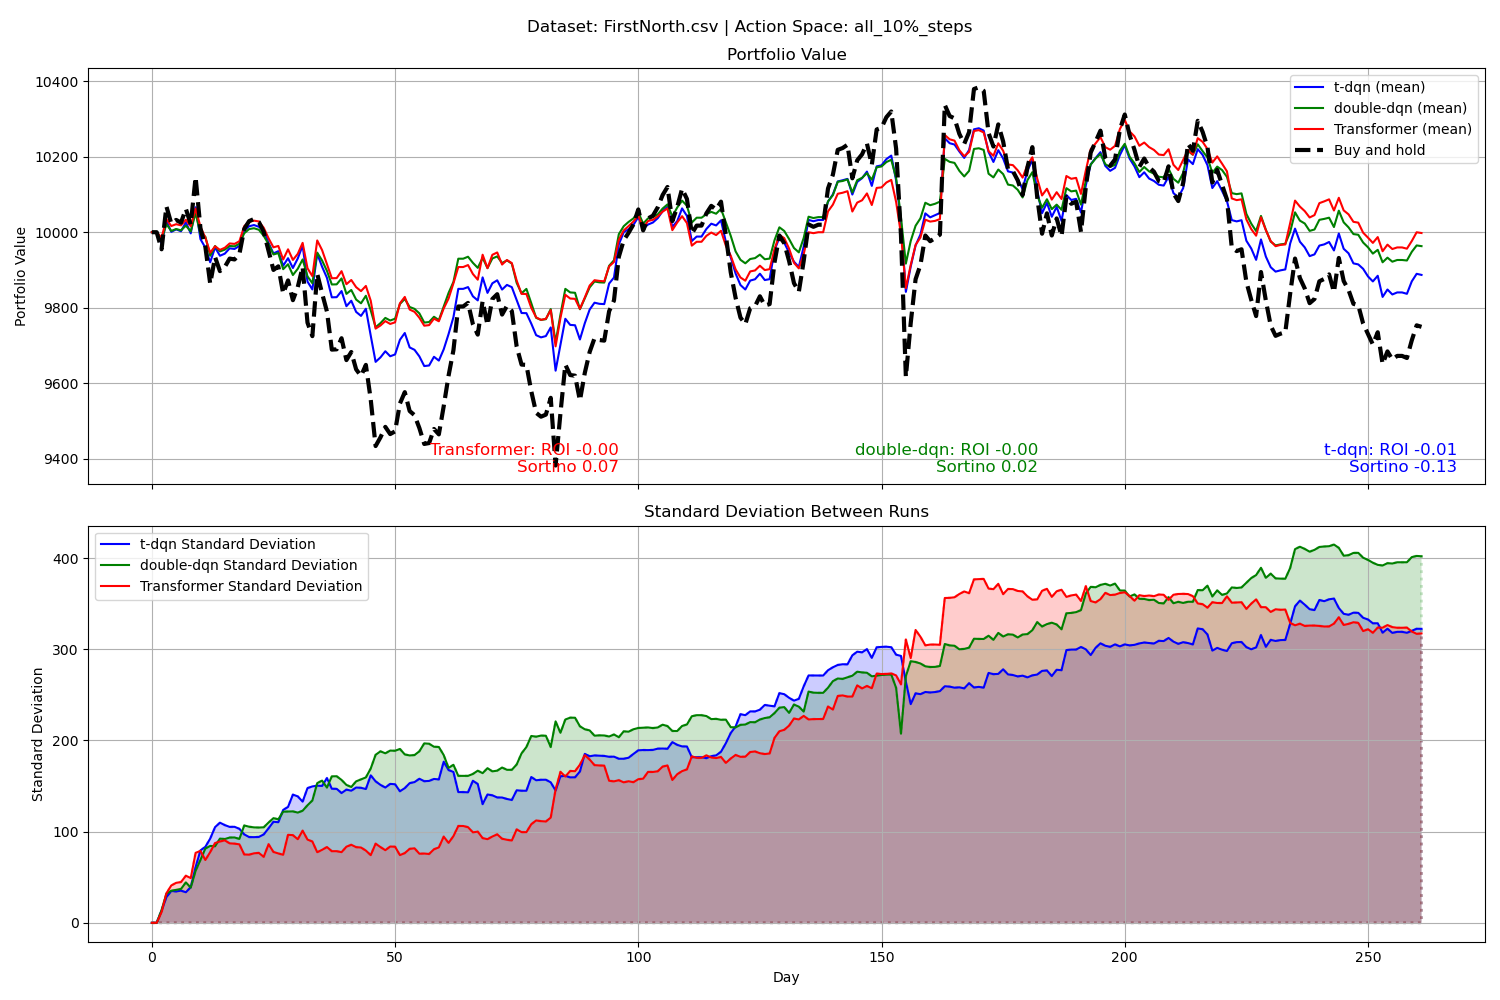 Dataset: FirstNorth.csv | Action Space: all_10%_steps
Portfolio Value
Portfolio Value
10400
10200
10000
9800
9600
9400
t-dqn (mean)
double-dqn (mean)
Transformer (mean)
Buy and hold
Transformer: ROI -0.00
Sortino 0.07
double-dqn: ROI -0.00
Sortino 0.02
t-dqn: ROI -0.01
Sortino -0.13
Standard Deviation Between Runs
Standard Deviation
400
300
200
100
0
t-dqn Standard Deviation
double-dqn Standard Deviation
Transformer Standard Deviation
0
50
100
150
200
250
Day